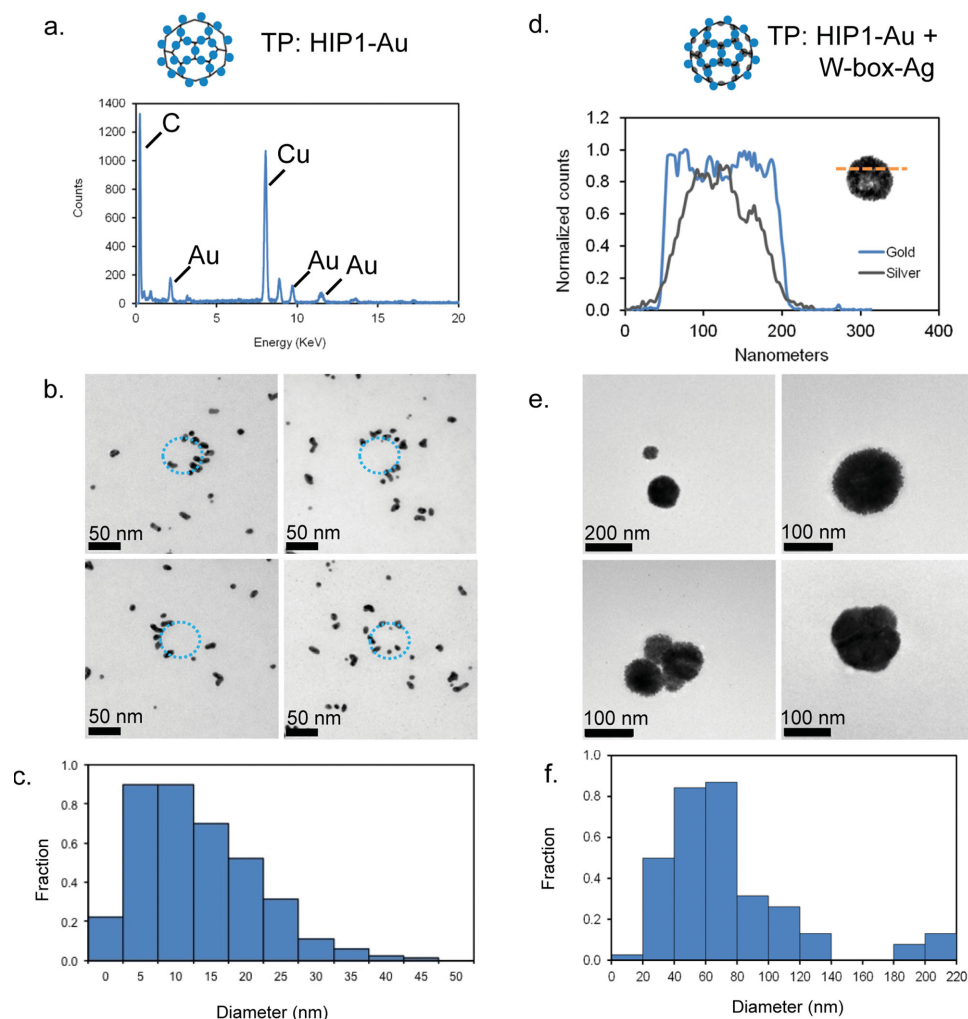 a.
TP: HIP1-Au
1400
1200
1000
800
600
400
200
0
Counts
C
Cu
Au
Au
Au
0
5
10
15
20
Energy (KeV)
b.
50 nm
50 nm
50 nm
50 nm
c.
1.0
0.8
0.6
0.4
0.2
0.0
Fraction
0
5
10
15
20
25
30
35
40
45
50
Diameter (nm)
d.
TP: HIP1-Au +
W-box-Ag
1.2
1.0
0.8
0.6
0.4
0.2
0.0
Normalized counts
Gold
Silver
0
100
200
300
400
Nanometers
e.
200 nm
100 nm
100 nm
100 nm
f.
1.0
0.8
0.6
0.4
0.2
0.0
Fraction
0
20
40
60
80
100
120
140
160
180
200
220
Diameter (nm)